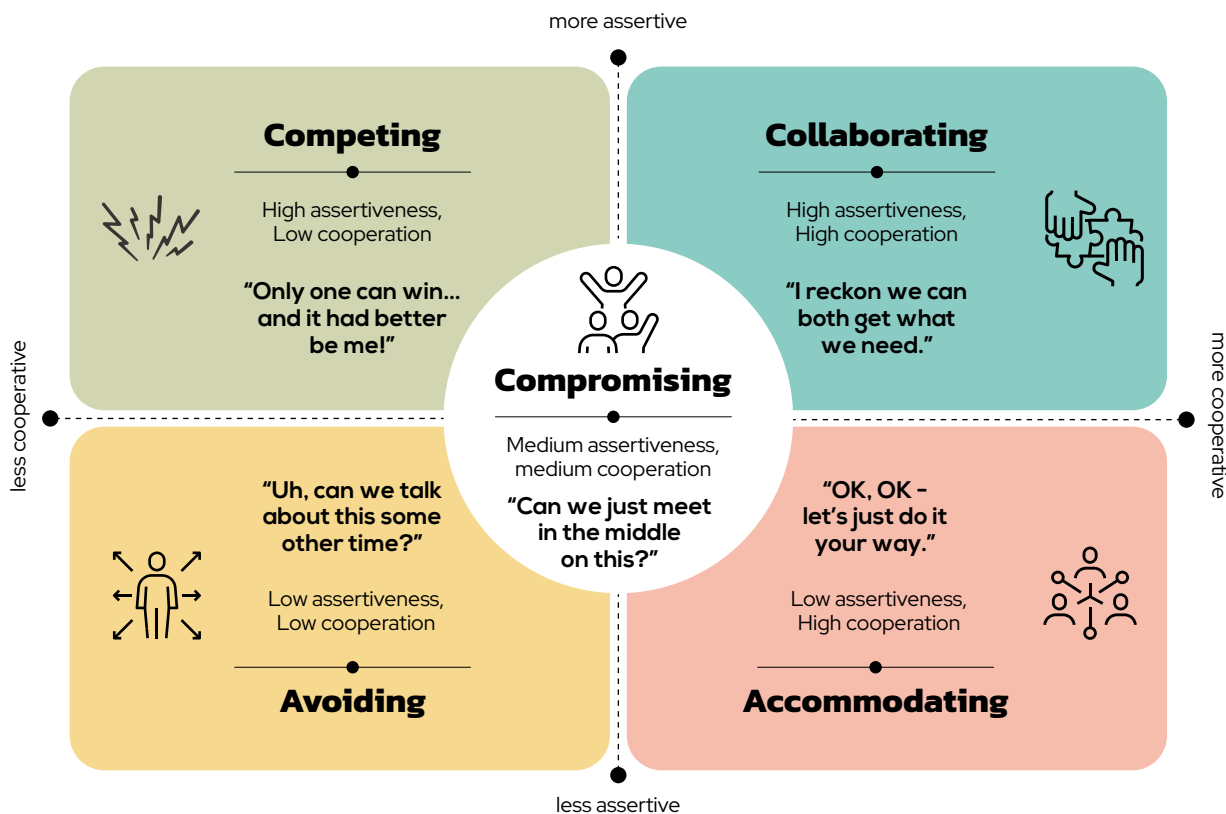 more assertive
Competing
High assertiveness,
Low cooperation
“Only one can win...
and it had better
be me!”
Collaborating
High assertiveness,
High cooperation
“I reckon we can
both get what
we need.”
less cooperative
more cooperative
Compromising
Medium assertiveness,
medium cooperation
“Can we just meet
in the middle
on this?”
“Uh, can we talk
about this some
other time?”
Low assertiveness,
Low cooperation
Avoiding
“OK, OK –
let’s just do it
your way.”
Low assertiveness,
High cooperation
Accommodating
less assertive